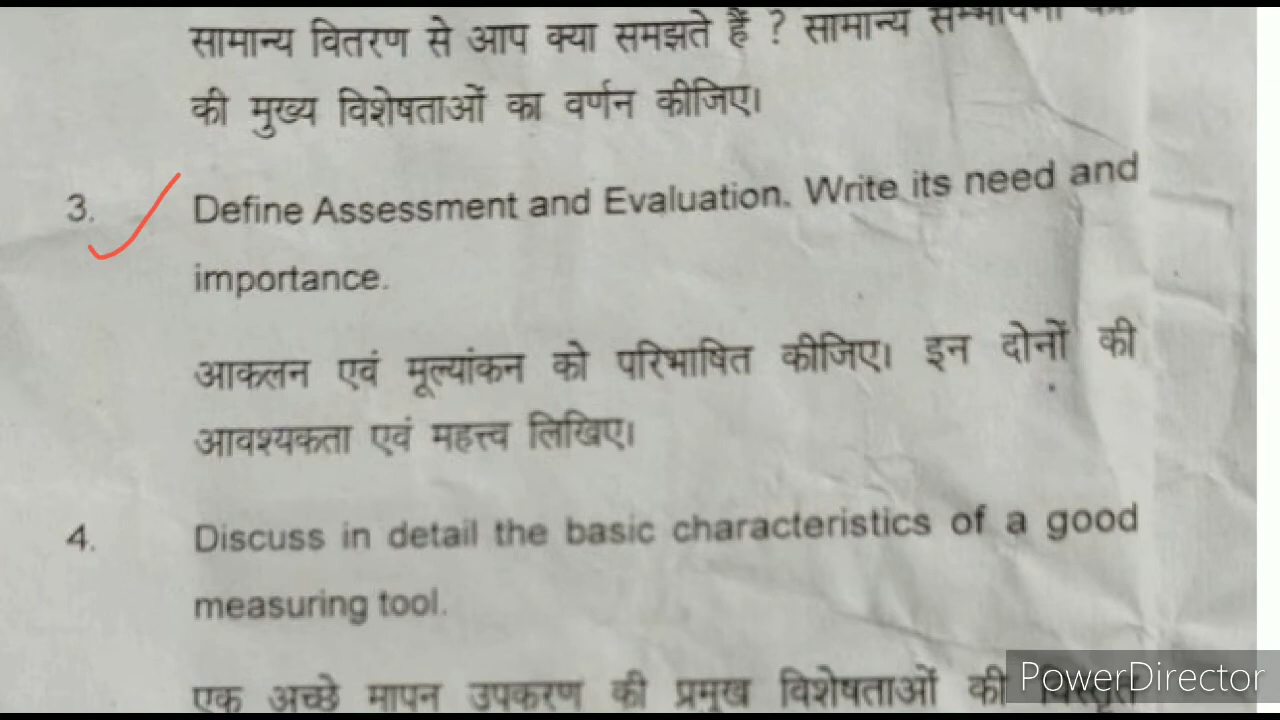 सामान्य वितरण से आप क्या समझते हैं ? सामान्य
की मुख्य विशेषताओं का वर्णन कीजिए।
3. Define Assessment and Evaluation. Write its need and
importance.
आकलन एवं मूल्यांकन को परिभाषित कीजिए। इन दोनों की
आवश्यकता एवं महत्त्व लिखिए।
4. Discuss in detail the basic characteristics of a good
measuring tool.
एक अच्छे मापन उपकरण की प्रमुख विशेषताओं की
PowerDirector